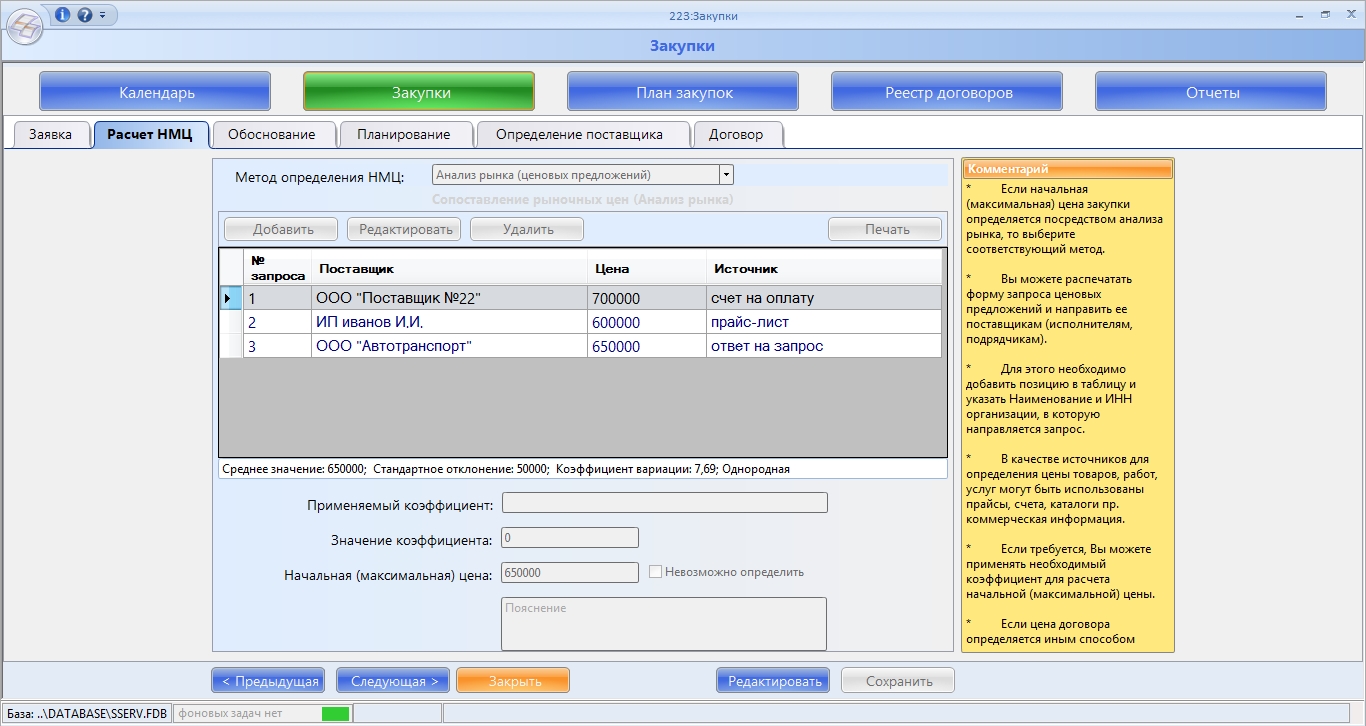 223:Закупки
Закупки
Календарь
Закупки
План закупок
Реестр договоров
Отчеты
Заявка
Расчет НМЦ
Обоснование
Планирование
Определение поставщика
Договор
Метод определения НМЦ:
Анализ рынка (ценовых предложений)
Сопоставление рыночных цен (Анализ рынка)
Добавить
Редактировать
Удалить
Печать
№ запроса Поставщик Цена Источник
1 ООО "Поставщик №22" 700000 счет на оплату
2 ИП иванов И.И. 600000 прайс-лист
3 ООО "Автотранспорт" 650000 ответ на запрос
Среднее значение: 650000; Стандартное отклонение: 50000; Коэффициент вариации: 7,69; Однородная
Применяемый коэффициент:
Значение коэффициента: 0
Начальная (максимальная) цена: 650000 Невозможно определить
Пояснение
Комментарий
* Если начальная
(максимальная) цена закупки
определяется посредством анализа
рынка, то выберите
соответствующий метод.
* Вы можете распечатать
форму запроса ценовых
предложений и направить ее
поставщикам (исполнителям,
подрядчикам).
* Для этого необходимо
добавить позицию в таблицу и
указать Наименование и ИНН
организации, в которую
направляется запрос.
* В качестве источников для
определения цены товаров, работ,
услуг могут быть использованы
прайсы, счета, каталоги пр.
коммерческая информация.
* Если требуется, Вы можете
применять необходимый
коэффициент для расчета
начальной (максимальной) цены.
* Если цена договора
определяется иным способом
< Предыдущая
Следующая >
Закрыть
Редактировать
Сохранить
База: ..\DATABASE\SSERV.FDB
фоновых задач нет